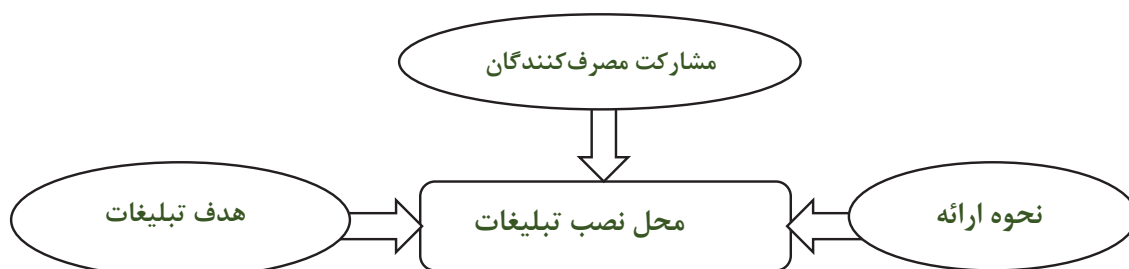 مشارکت مصرف‌کنندگان
نحوه ارائه
محل نصب تبلیغات
هدف تبلیغات